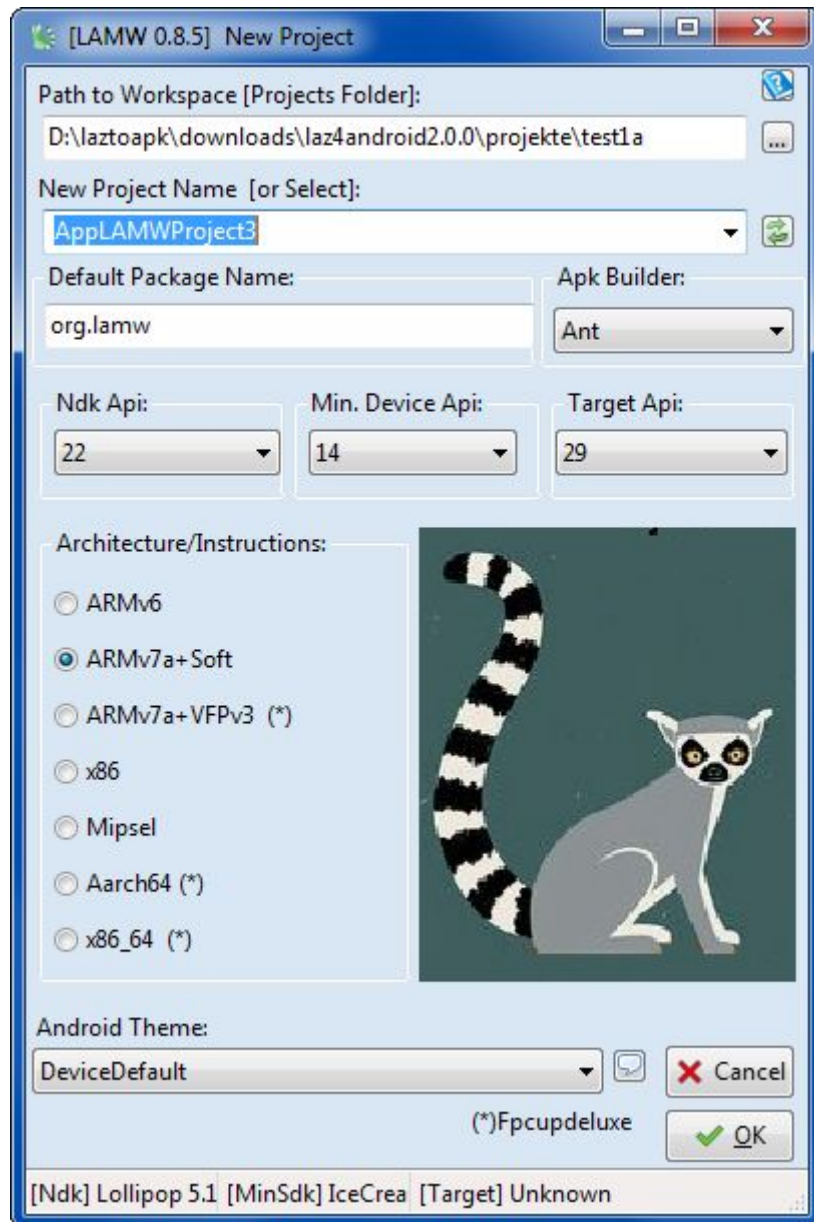 [LAMW 0.8.5] New Project
Path to Workspace [Projects Folder]:
D:\laztoapk\downloads\laz4android2.0.0\projekte\test1a
...
New Project Name [or Select]:
AppLAMWProject3
Default Package Name: Apk Builder:
org.lamw Ant
Ndk Api: Min. Device Api: Target Api:
22 14 29
Architecture/Instructions:
ARMv6
ARMv7a+Soft
ARMv7a+VFPv3 (*)
x86
Mipsel
Aarch64 (*)
x86_64 (*)
Android Theme:
DeviceDefault Cancel
(*)Fpcupdeluxe OK
[Ndk] Lollipop 5.1 [MinSdk] IceCrea [Target] Unknown